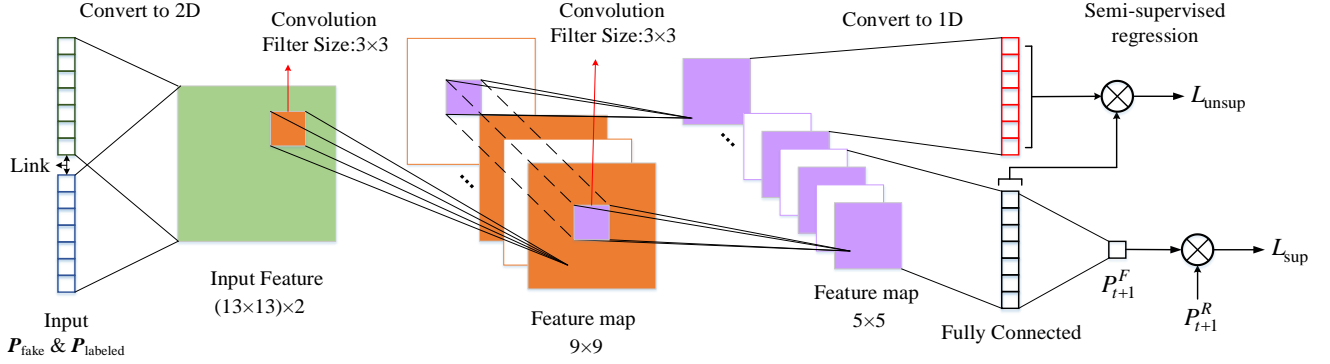 Convert to 2D
Convolution
Filter Size:3×3
Convolution
Filter Size:3×3
Convert to 1D
Semi-supervised
regression
Link
L_unsup
Input Feature
(13×13)×2
Input
P_fake & P_labeled
Feature map
9×9
Feature map
5×5
Fully Connected
P^F_{t+1}
P^R_{t+1}
L_sup